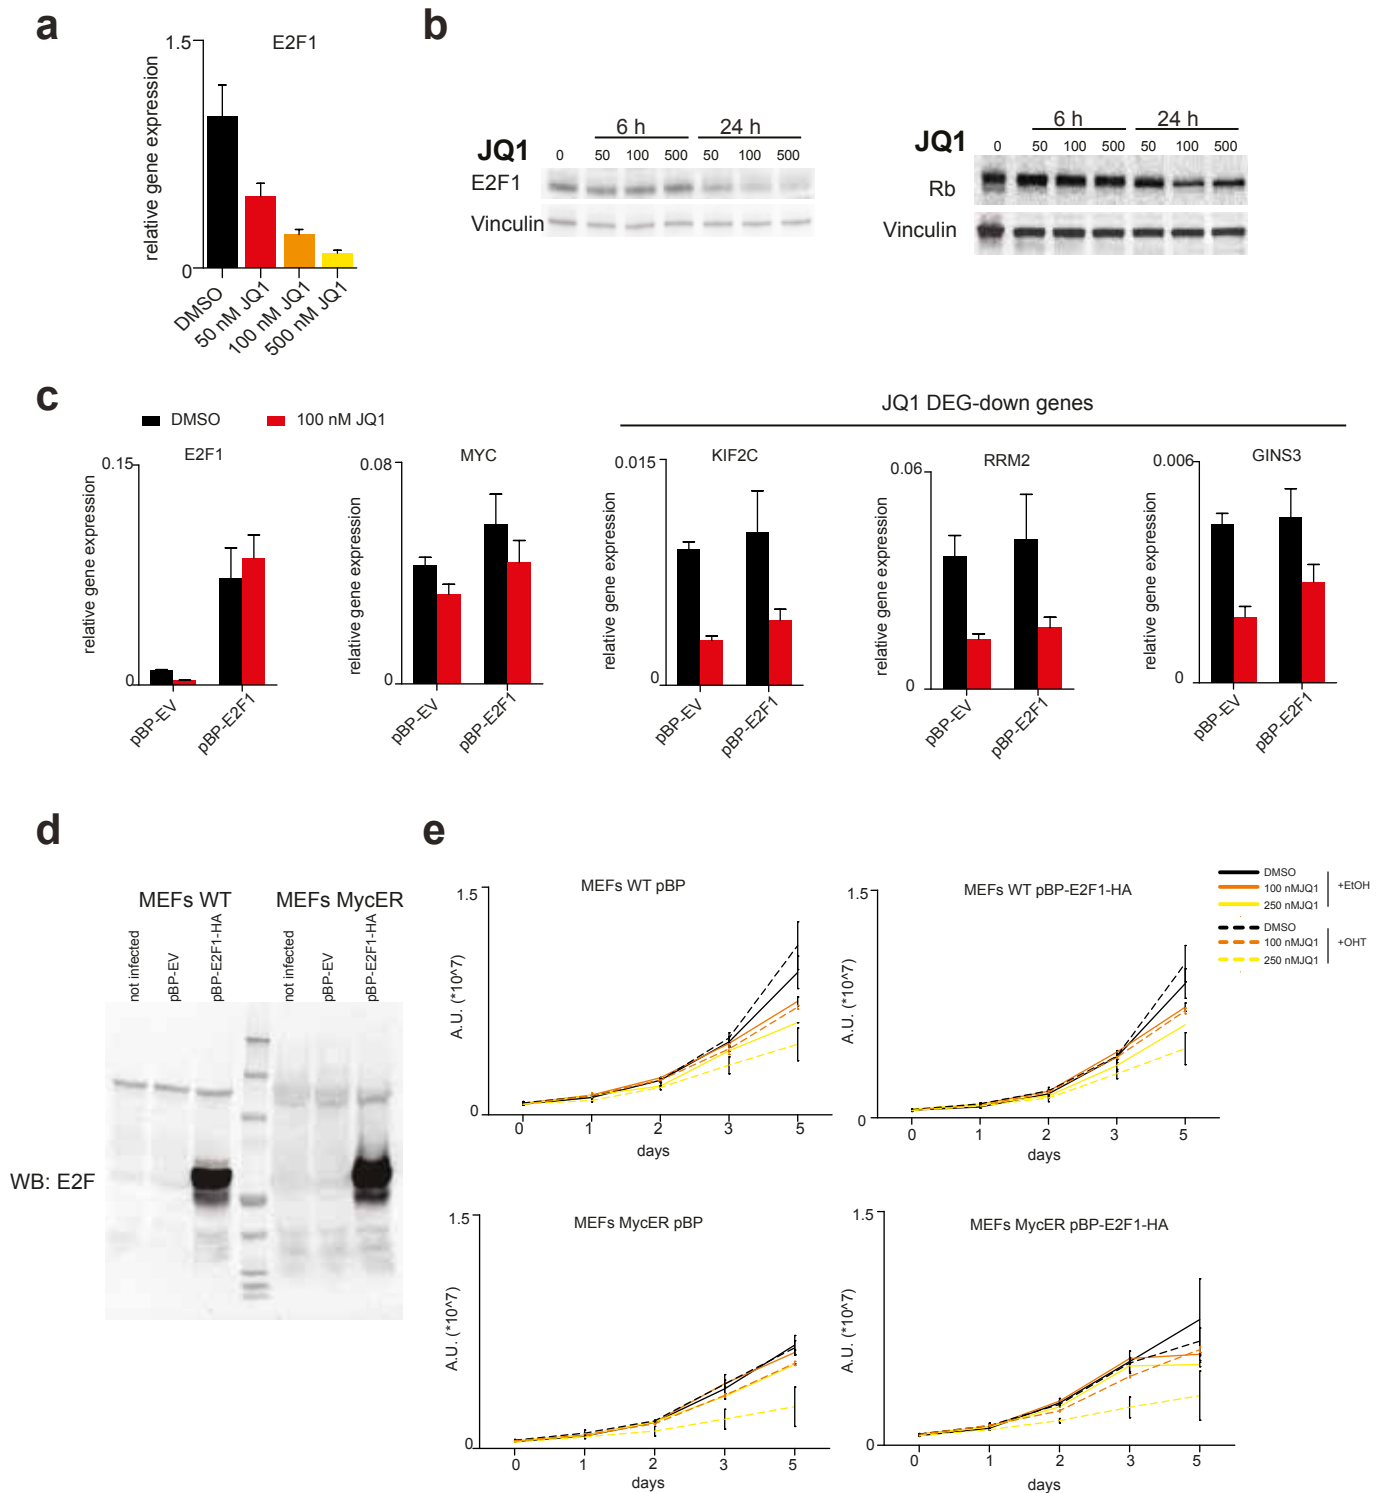 a
E2F1
relative gene expression
1.5
0
DMSO
50 nM JQ1
100 nM JQ1
500 nM JQ1
b
6 h
24 h
JQ1
0
50
100
500
50
100
500
E2F1
Vinculin
6 h
24 h
JQ1
0
50
100
500
50
100
500
Rb
Vinculin
c
DMSO
100 nM JQ1
JQ1 DEG-down genes
E2F1
relative gene expression
0.15
0
pBP-EV
pBP-E2F1
MYC
relative gene expression
0.08
0
pBP-EV
pBP-E2F1
KIF2C
relative gene expression
0.015
0
pBP-EV
pBP-E2F1
RRM2
relative gene expression
0.06
0
pBP-EV
pBP-E2F1
GINS3
relative gene expression
0.006
0
pBP-EV
pBP-E2F1
d
MEFs WT
MEFs MycER
not infected
pBP-EV
pBP-E2F1-HA
not infected
pBP-EV
pBP-E2F1-HA
WB: E2F
e
MEFs WT pBP
A.U. (*10^7)
1.5
0
0
1
2
3
5
days
MEFs WT pBP-E2F1-HA
A.U. (*10^7)
1.5
0
0
1
2
3
5
days
DMSO
100 nMJQ1
250 nMJQ1
+EtOH
DMSO
100 nMJQ1
250 nMJQ1
+OHT
MEFs MycER pBP
A.U. (*10^7)
1.5
0
0
1
2
3
5
days
MEFs MycER pBP-E2F1-HA
A.U. (*10^7)
1.5
0
0
1
2
3
5
days